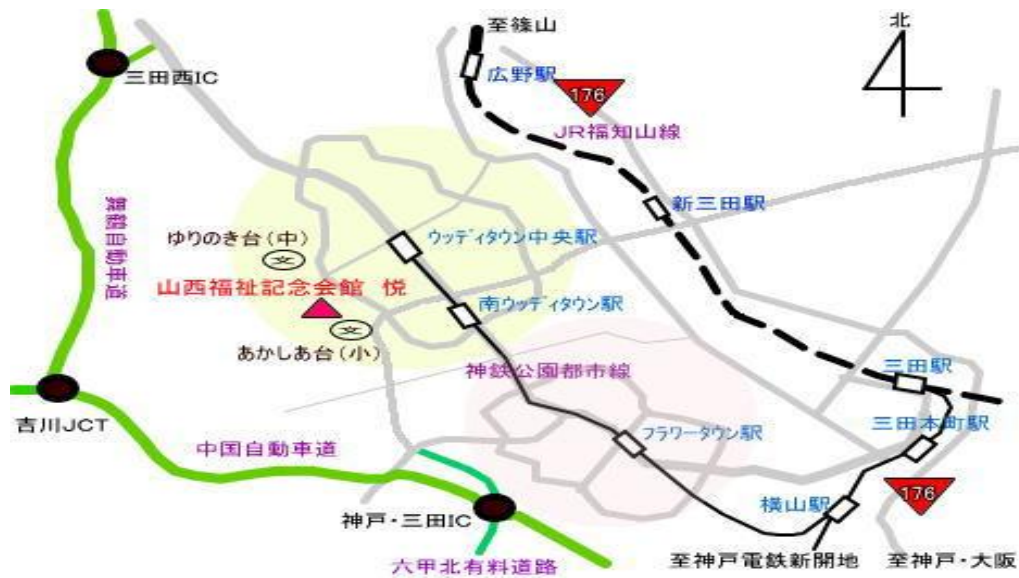 至篠山
北
三田西IC
広野駅
176
JR福知山線
舞鶴自動車道
新三田駅
ゆりのき台(中)
文
ウッディタウン中央駅
山西福祉記念会館 悦
南ウッディタウン駅
文
あかしあ台(小)
神鉄公園都市線
三田駅
吉川JCT
三田本町駅
フラワータウン駅
中国自動車道
176
横山駅
神戸・三田IC
至神戸電鉄新開地
至神戸・大阪
六甲北有料道路